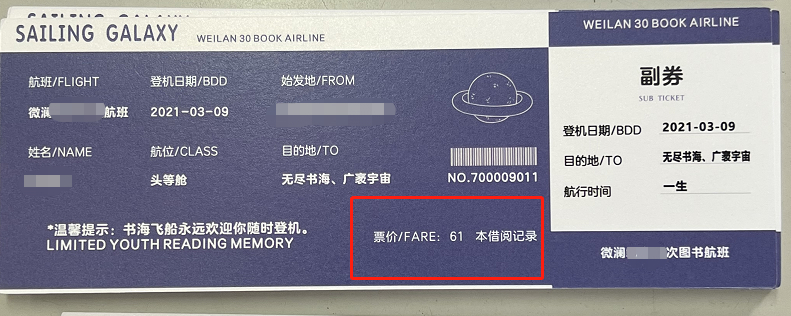 SAILING GALAXY WEILAN 30 BOOK AIRLINE
航班/FLIGHT 登机日期/BDD 始发地/FROM
微澜 航班 2021-03-09
姓名/NAME 航位/CLASS 目的地/TO
头等舱 无尽书海、广袤宇宙
NO.700009011
*温馨提示：书海飞船永远欢迎你随时登机。
LIMITED YOUTH READING MEMORY
票价/FARE: 61 本借阅记录
WEILAN 30 BOOK AIRLINE
副券
SUB TICKET
登机日期/BDD 2021-03-09
目的地/TO 无尽书海、广袤宇宙
航行时间 一生
微澜 次图书航班